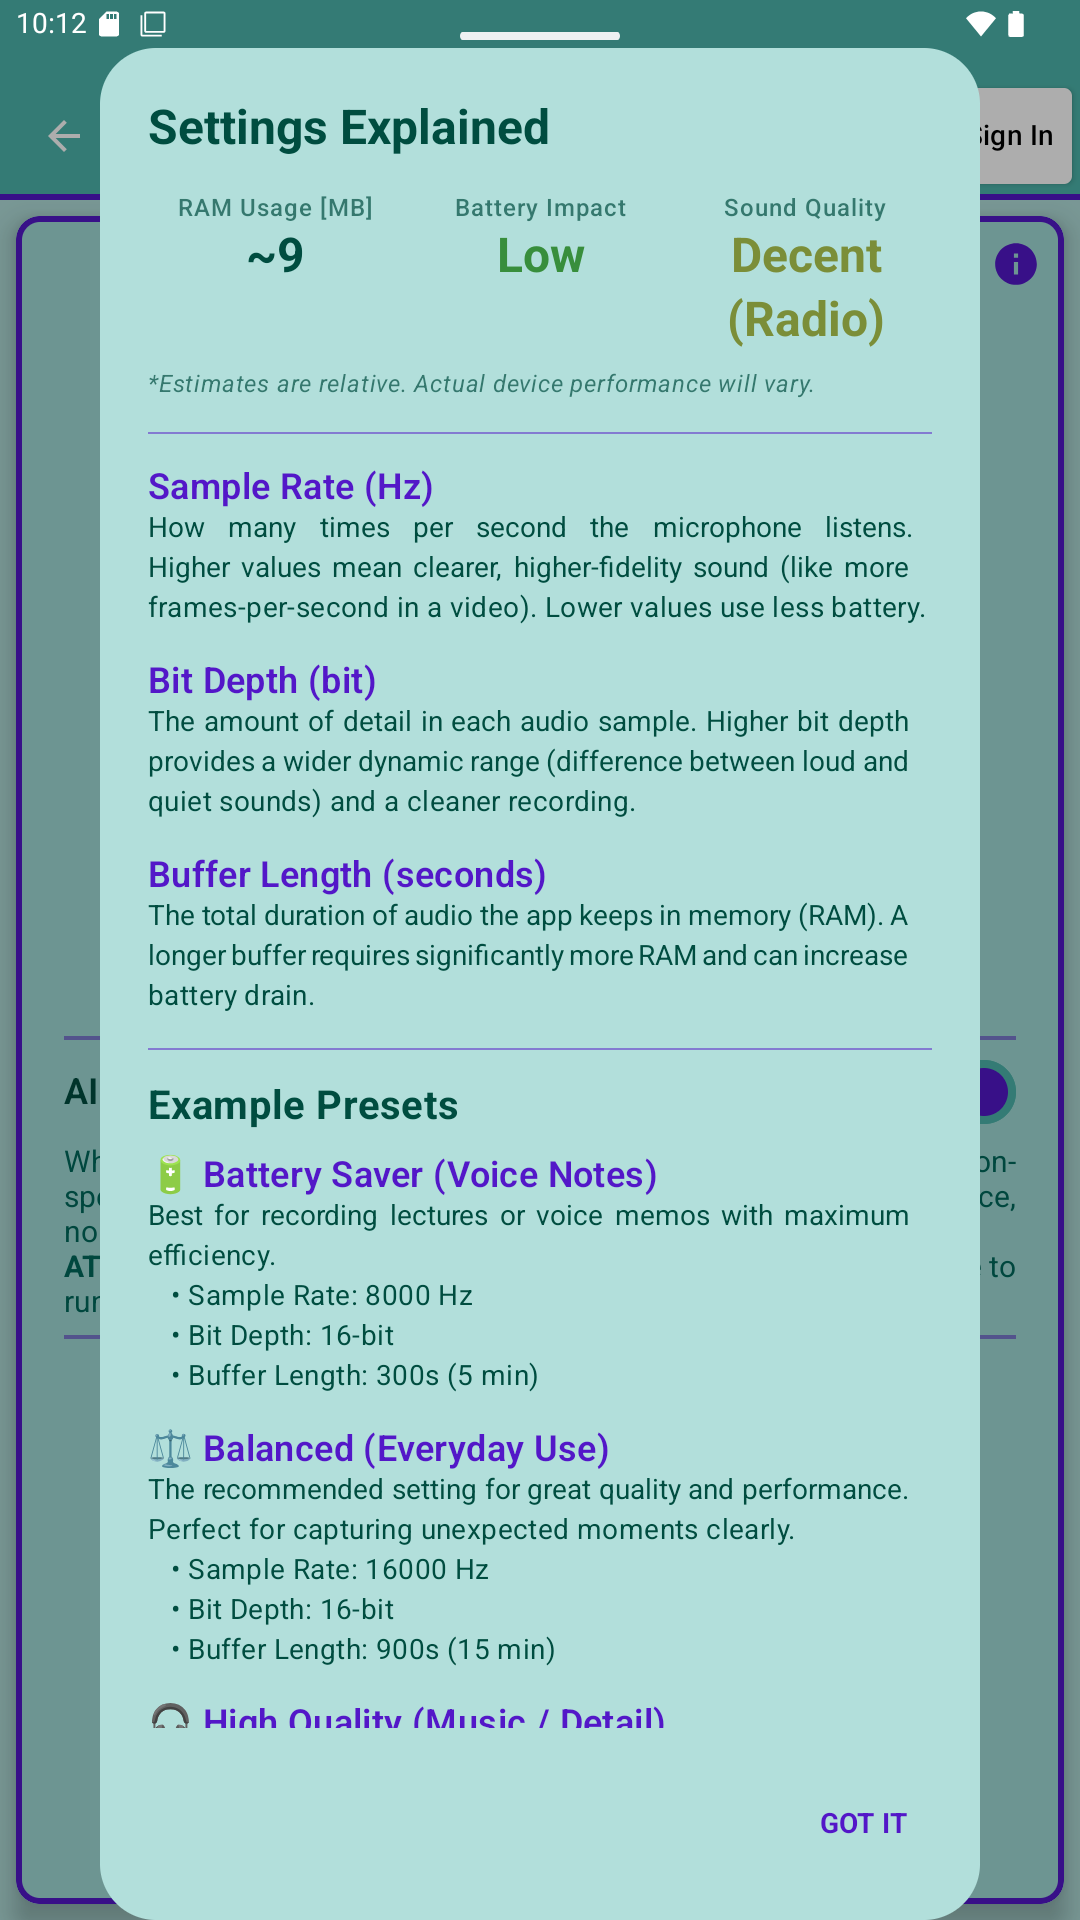 10:12
Settings Explained
Sign In
RAM Usage [MB]
~9
Battery Impact
Low
Sound Quality
Decent
(Radio)
*Estimates are relative. Actual device performance will vary.
Sample Rate (Hz)
How many times per second the microphone listens.
Higher values mean clearer, higher-fidelity sound (like more
frames-per-second in a video). Lower values use less battery.
Bit Depth (bit)
The amount of detail in each audio sample. Higher bit depth
provides a wider dynamic range (difference between loud and
quiet sounds) and a cleaner recording.
Buffer Length (seconds)
The total duration of audio the app keeps in memory (RAM). A
longer buffer requires significantly more RAM and can increase
battery drain.
Example Presets
🔋 Battery Saver (Voice Notes)
Best for recording lectures or voice memos with maximum
efficiency.
• Sample Rate: 8000 Hz
• Bit Depth: 16-bit
• Buffer Length: 300s (5 min)
⚖️ Balanced (Everyday Use)
The recommended setting for great quality and performance.
Perfect for capturing unexpected moments clearly.
• Sample Rate: 16000 Hz
• Bit Depth: 16-bit
• Buffer Length: 900s (15 min)
🎧 High Quality (Music / Detail)
GOT IT
AI
to